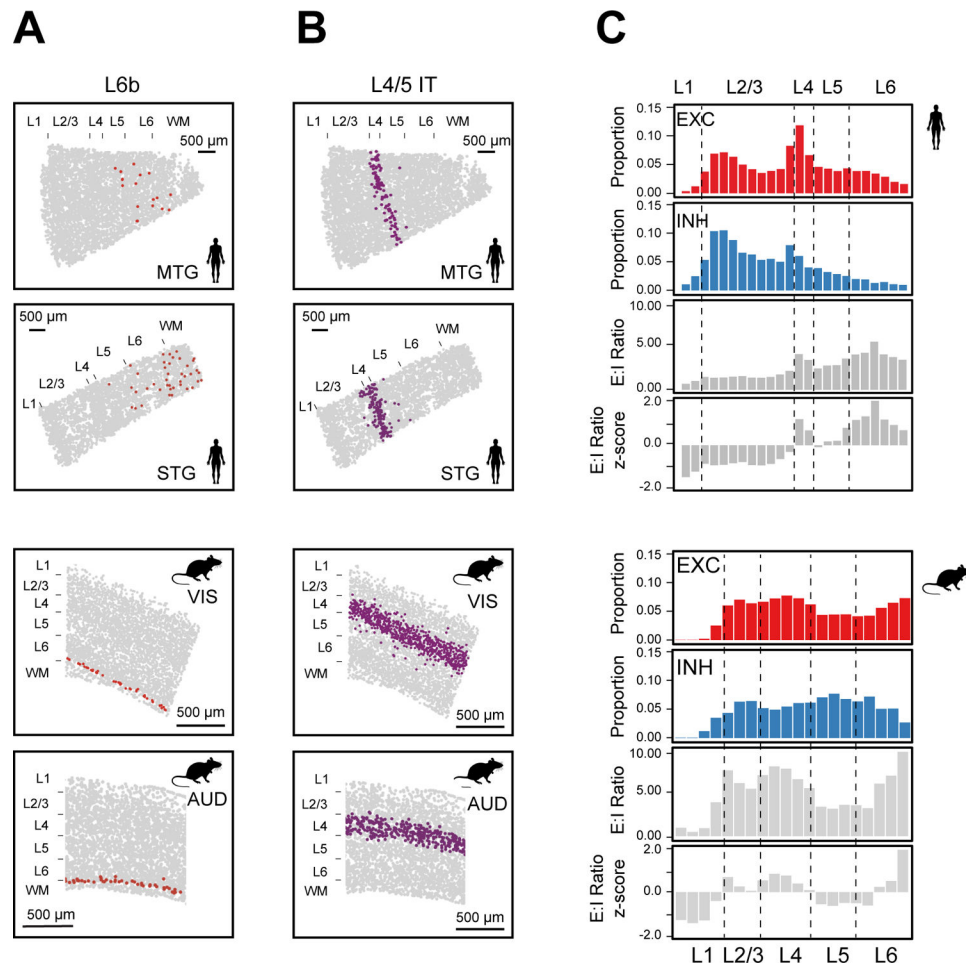 A
B
C
L6b
L1 L2/3 L4 L5 L6 WM
500 µm
MTG
500 µm
WM
L6
L5
L4
L2/3
L1
STG
L4/5 IT
L1 L2/3 L4 L5 L6 WM
500 µm
MTG
500 µm
WM
L6
L5
L4
L2/3
L1
STG
L1
L2/3
L4
L5
L6
WM
VIS
500 µm
L1
L2/3
L4
L5
L6
WM
AUD
500 µm
L1
L2/3
L4
L5
L6
WM
VIS
500 µm
L1
L2/3
L4
L5
L6
WM
AUD
500 µm
L1 L2/3 L4 L5 L6
EXC
Proportion
0.15
0.10
0.05
0.00
INH
Proportion
0.15
0.10
0.05
0.00
E:I Ratio
10.00
5.00
0.00
E:I Ratio
z-score
2.0
0.0
-2.0
EXC
Proportion
0.15
0.10
0.05
0.00
INH
Proportion
0.15
0.10
0.05
0.00
E:I Ratio
10.00
5.00
0.00
E:I Ratio
z-score
2.0
0.0
-2.0
L1 L2/3 L4 L5 L6